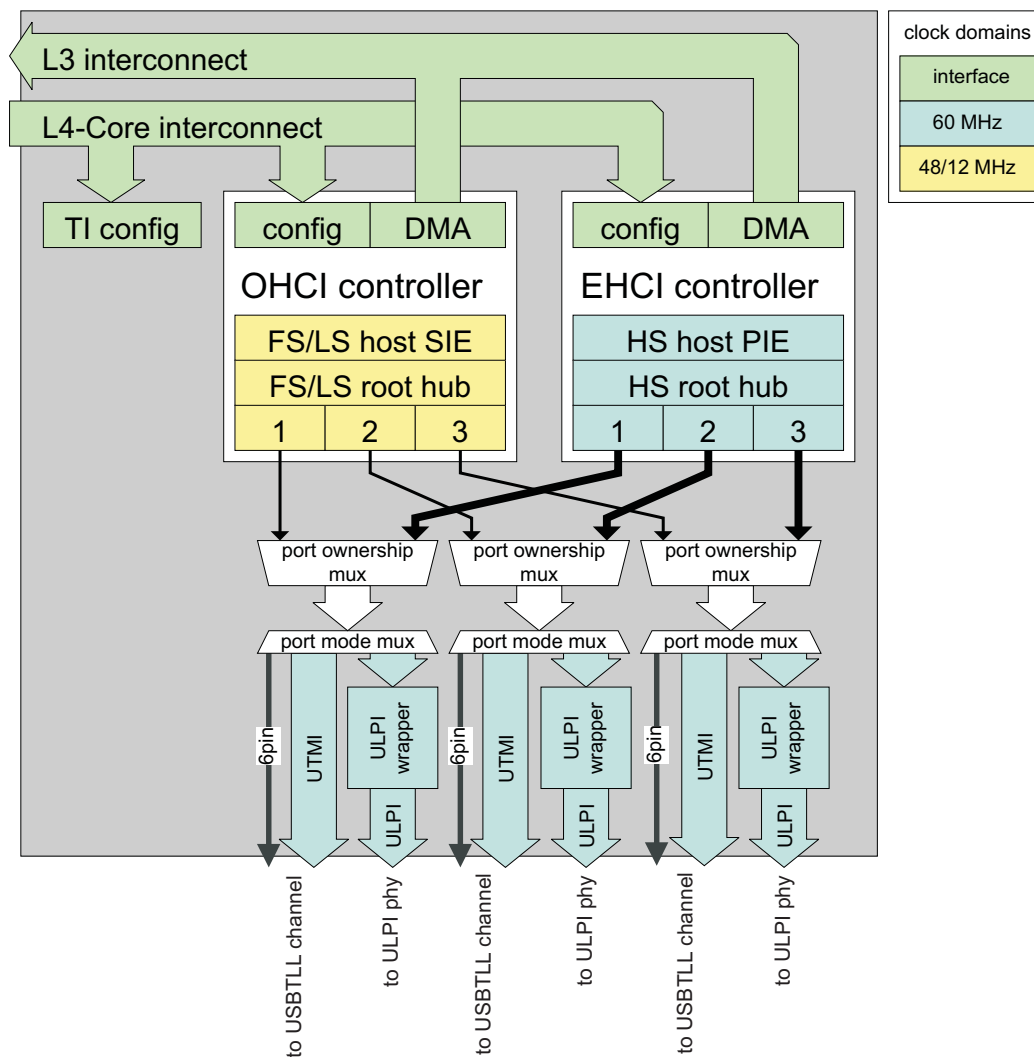 clock domains
interface
60 MHz
48/12 MHz
L3 interconnect
L4-Core interconnect
TI config
config
DMA
config
DMA
OHCI controller
EHCI controller
FS/LS host SIE
HS host PIE
FS/LS root hub
HS root hub
1
2
3
1
2
3
port ownership
mux
port ownership
mux
port ownership
mux
port mode mux
port mode mux
port mode mux
6pin
UTMI
ULPI
wrapper
ULPI
6pin
UTMI
ULPI
wrapper
ULPI
6pin
UTMI
ULPI
wrapper
ULPI
to USBTLL channel
to ULPI phy
to USBTLL channel
to ULPI phy
to USBTLL channel
to ULPI phy